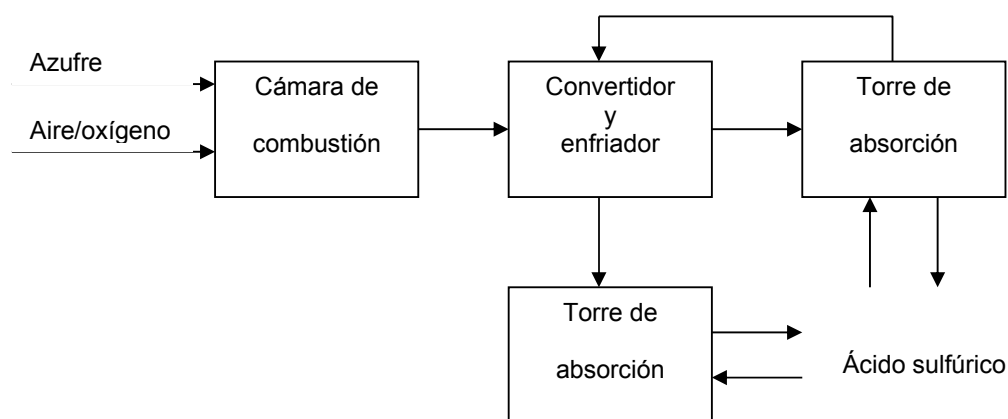 Azufre
Aire/oxígeno
Cámara de
combustión
Convertidor
y
enfriador
Torre de
absorción
Torre de
absorción
Ácido sulfúrico